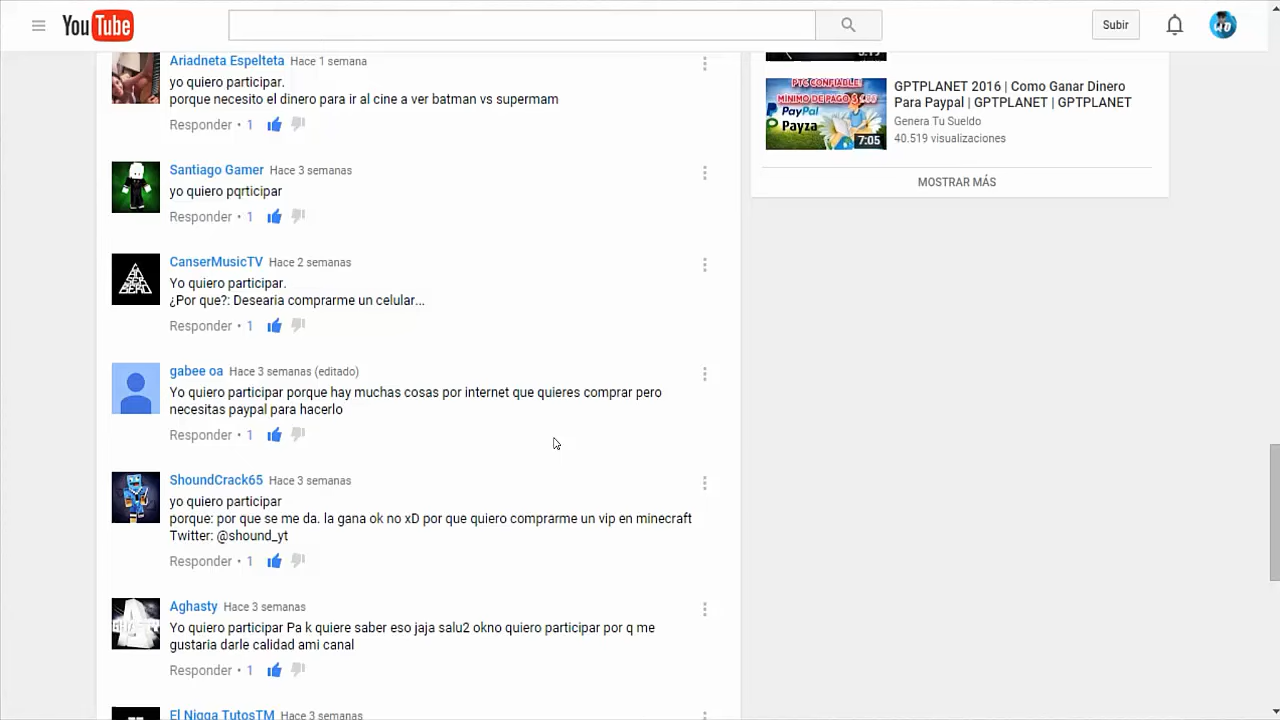 YouTube
Subir
Ariadneta Espelteta Hace 1 semana
yo quiero participar.
porque necesito el dinero para ir al cine a ver batman vs supermam
Responder • 1
Santiago Gamer Hace 3 semanas
yo quiero pqrticipar
Responder • 1
CanserMusicTV Hace 2 semanas
Yo quiero participar.
¿Por que?: Desearia comprarme un celular...
Responder • 1
gabee oa Hace 3 semanas (editado)
Yo quiero participar porque hay muchas cosas por internet que quieres comprar pero
necesitas paypal para hacerlo
Responder • 1
ShoundCrack65 Hace 3 semanas
yo quiero participar
porque: por que se me da. la gana ok no xD por que quiero comprarme un vip en minecraft
Twitter: @shound_yt
Responder • 1
Aghasty Hace 3 semanas
Yo quiero participar Pa k quiere saber eso jaja salu2 okno quiero participar por q me
gustaria darle calidad ami canal
Responder • 1
El Nigga TutosTM Hace 3 semanas
PTC CONFIABLE!
MINIMO DE PAGO $
PayPal
Payza
7:05
GPTPLANET 2016 | Como Ganar Dinero
Para Paypal | GPTPLANET | GPTPLANET
Genera Tu Sueldo
40.519 visualizaciones
MOSTRAR MÁS